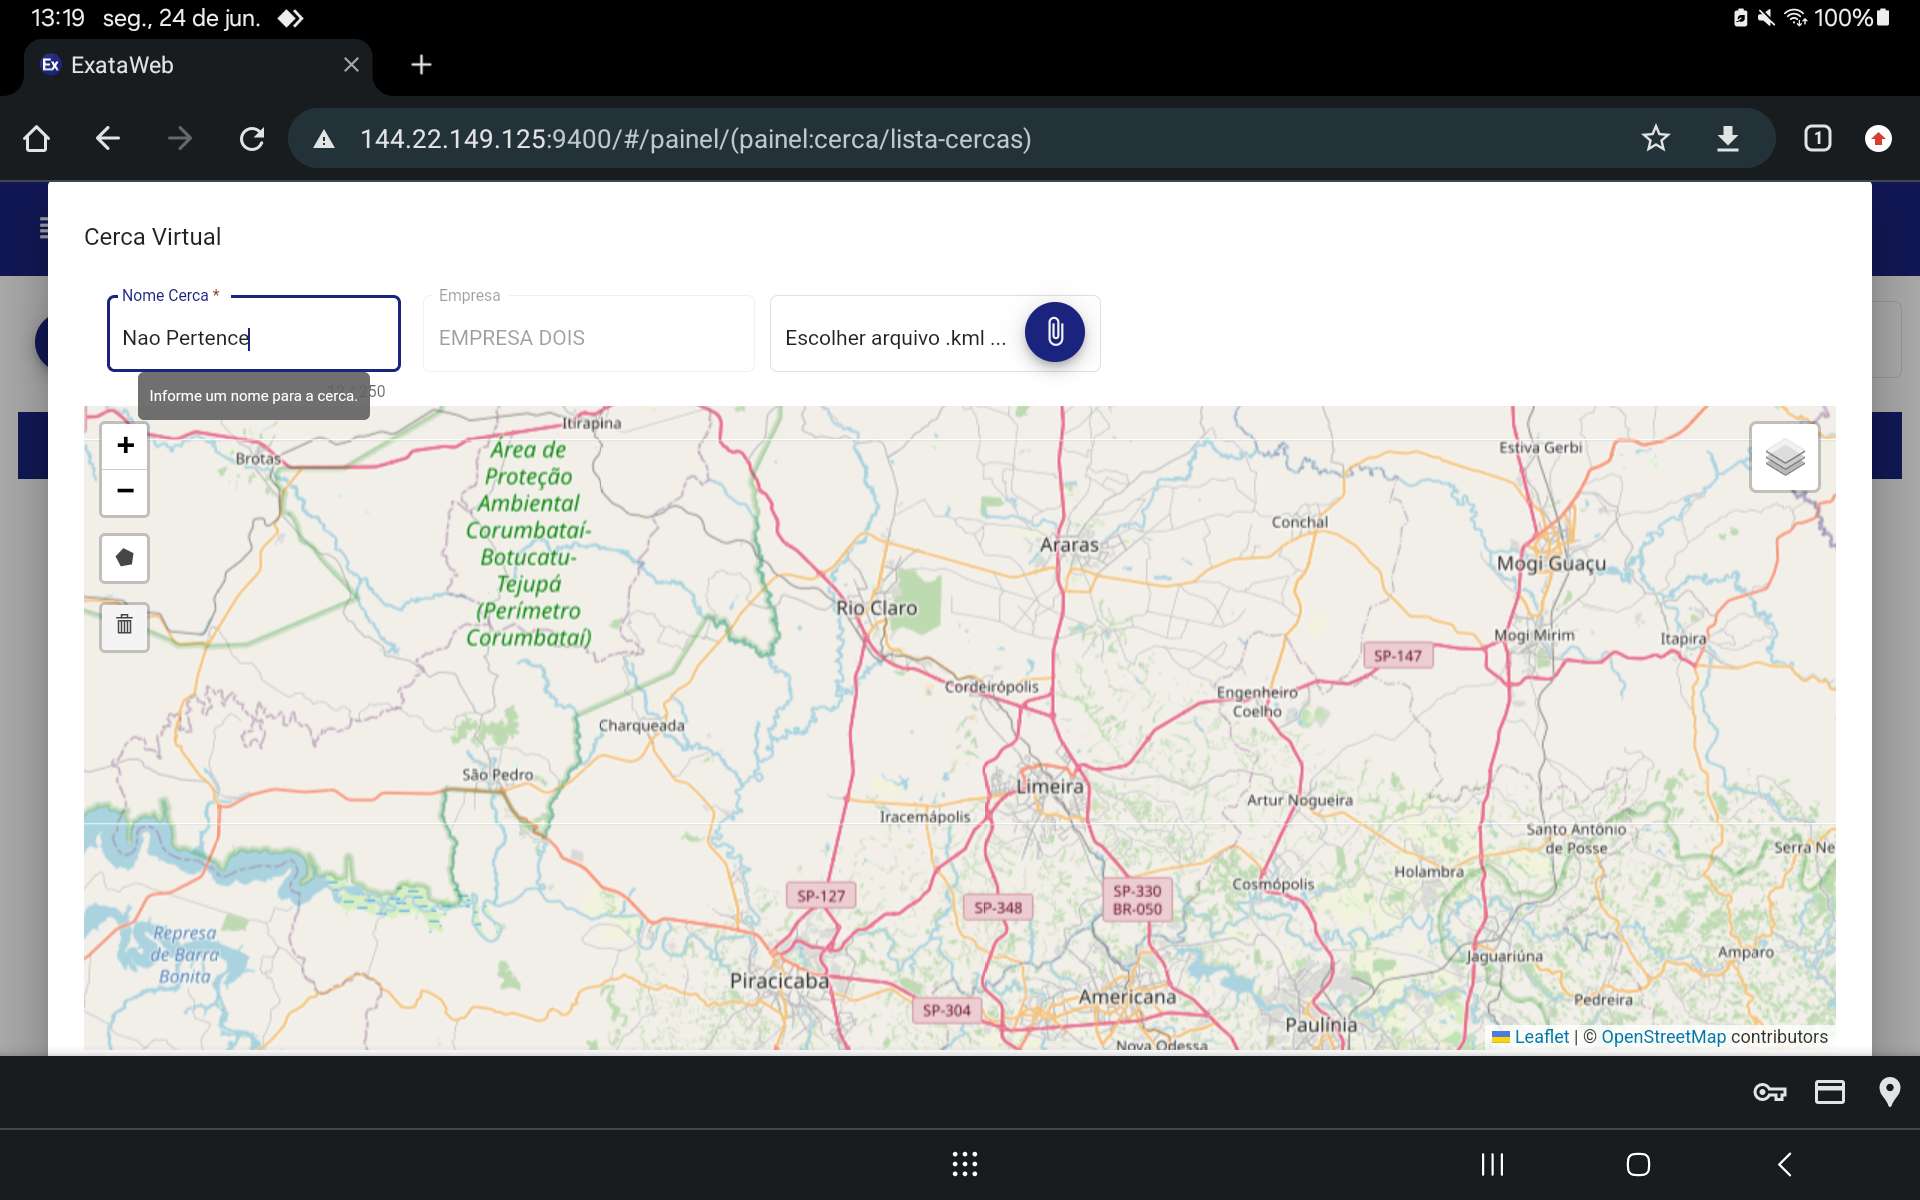 13:19 seg., 24 de jun.
100%
Ex ExataWeb
144.22.149.125:9400/#/painel/(painel:cerca/lista-cercas)
1
Cerca Virtual
Nome Cerca *
Nao Pertence
Empresa
EMPRESA DOIS
Escolher arquivo .kml ...
Informe um nome para a cerca.
+
−
Itirapina
Brotas
Área de
Proteção
Ambiental
Corumbataí-
Botucatu-
Tejupá
(Perímetro
Corumbataí)
Estiva Gerbi
Conchal
Araras
Mogi Guaçu
Rio Claro
Mogi Mirim
Itapira
SP-147
Cordeirópolis
Engenheiro
Coelho
Charqueada
São Pedro
Limeira
Artur Nogueira
Iracemápolis
Santo Antônio
de Posse
Serra Ne
Holambra
Cosmópolis
SP-127
SP-348
SP-330
BR-050
Represa
de Barra
Bonita
Jaguariúna
Amparo
Piracicaba
Americana
Pedreira
SP-304
Paulínia
Nova Odessa
Leaflet | © OpenStreetMap contributors